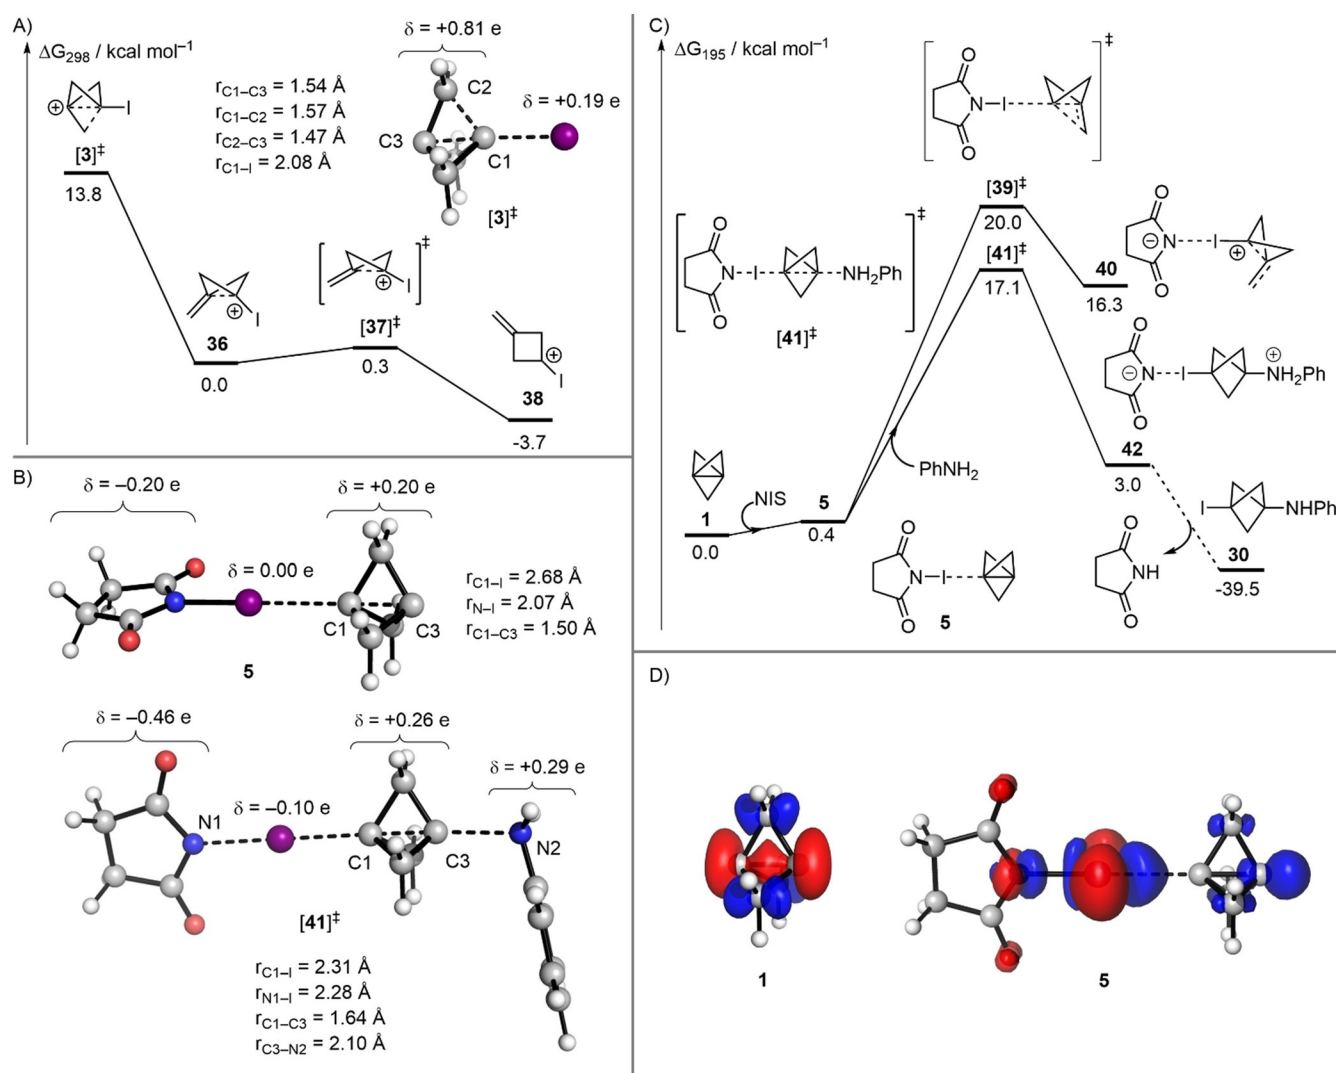 A)
ΔG298 / kcal mol–1
δ = +0.81 e
rC1–C3 = 1.54 Å
rC1–C2 = 1.57 Å
rC2–C3 = 1.47 Å
rC1–I = 2.08 Å
C2
C3
C1
δ = +0.19 e
[3]‡
⊕
I
[3]‡
13.8
⊕
I
36
0.0
‡
⊕
I
[37]‡
0.3
⊕
I
38
-3.7
B)
δ = –0.20 e
δ = +0.20 e
δ = 0.00 e
C1
C3
rC1–I = 2.68 Å
rN–I = 2.07 Å
rC1–C3 = 1.50 Å
5
δ = –0.46 e
δ = +0.26 e
δ = –0.10 e
δ = +0.29 e
N1
C1
C3
N2
[41]‡
rC1–I = 2.31 Å
rN1–I = 2.28 Å
rC1–C3 = 1.64 Å
rC3–N2 = 2.10 Å
C)
ΔG195 / kcal mol–1
O
N
I
O
‡
[39]‡
20.0
O
N
I
NH2Ph
O
‡
[41]‡
[41]‡
17.1
O
⊖
N
I
⊕
O
40
16.3
O
⊖
N
I
⊕
NH2Ph
O
42
3.0
PhNH2
1
0.0
NIS
5
0.4
O
N
I
O
5
O
NH
O
I
NHPh
30
-39.5
D)
1
5